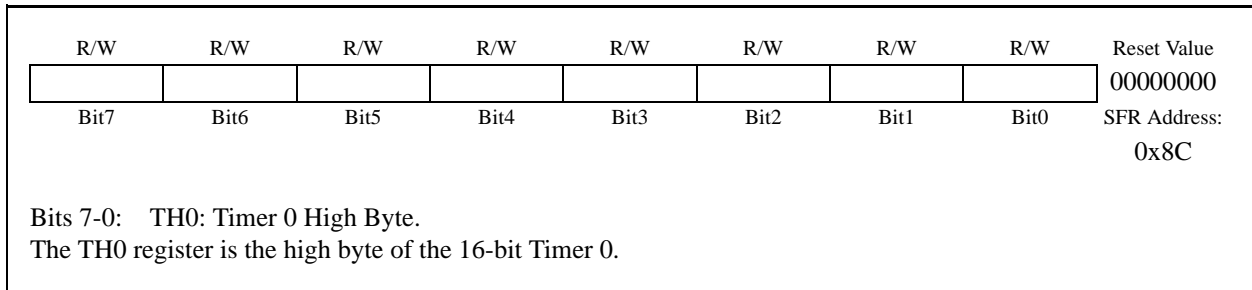 R/W R/W R/W R/W R/W R/W R/W R/W Reset Value
00000000
Bit7 Bit6 Bit5 Bit4 Bit3 Bit2 Bit1 Bit0 SFR Address:
0x8C
Bits 7-0: TH0: Timer 0 High Byte.
The TH0 register is the high byte of the 16-bit Timer 0.